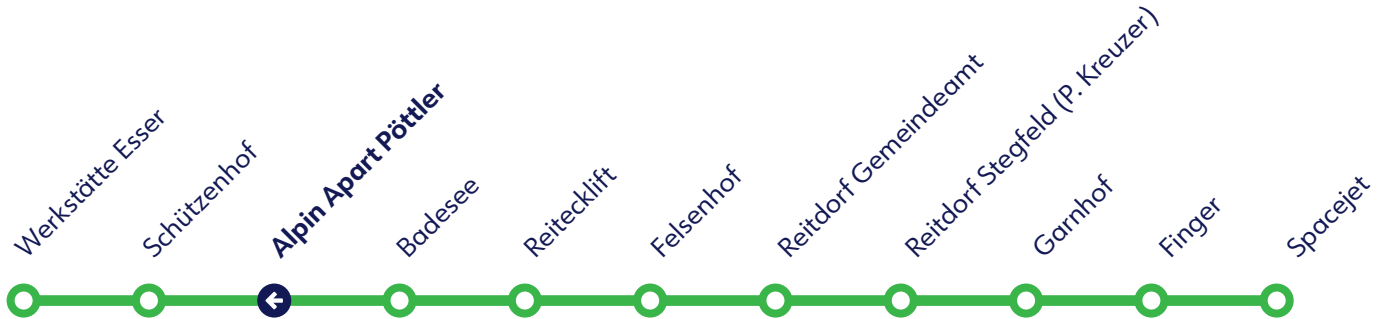 Werkstätte Esser
Schützenhof
Alpin Apart Pöttler
Badesee
Reitecklift
Felsenhof
Reitdorf Gemeindeamt
Reitdorf Stegfeld (P. Kreuzer)
Garnhof
Finger
Spacejet